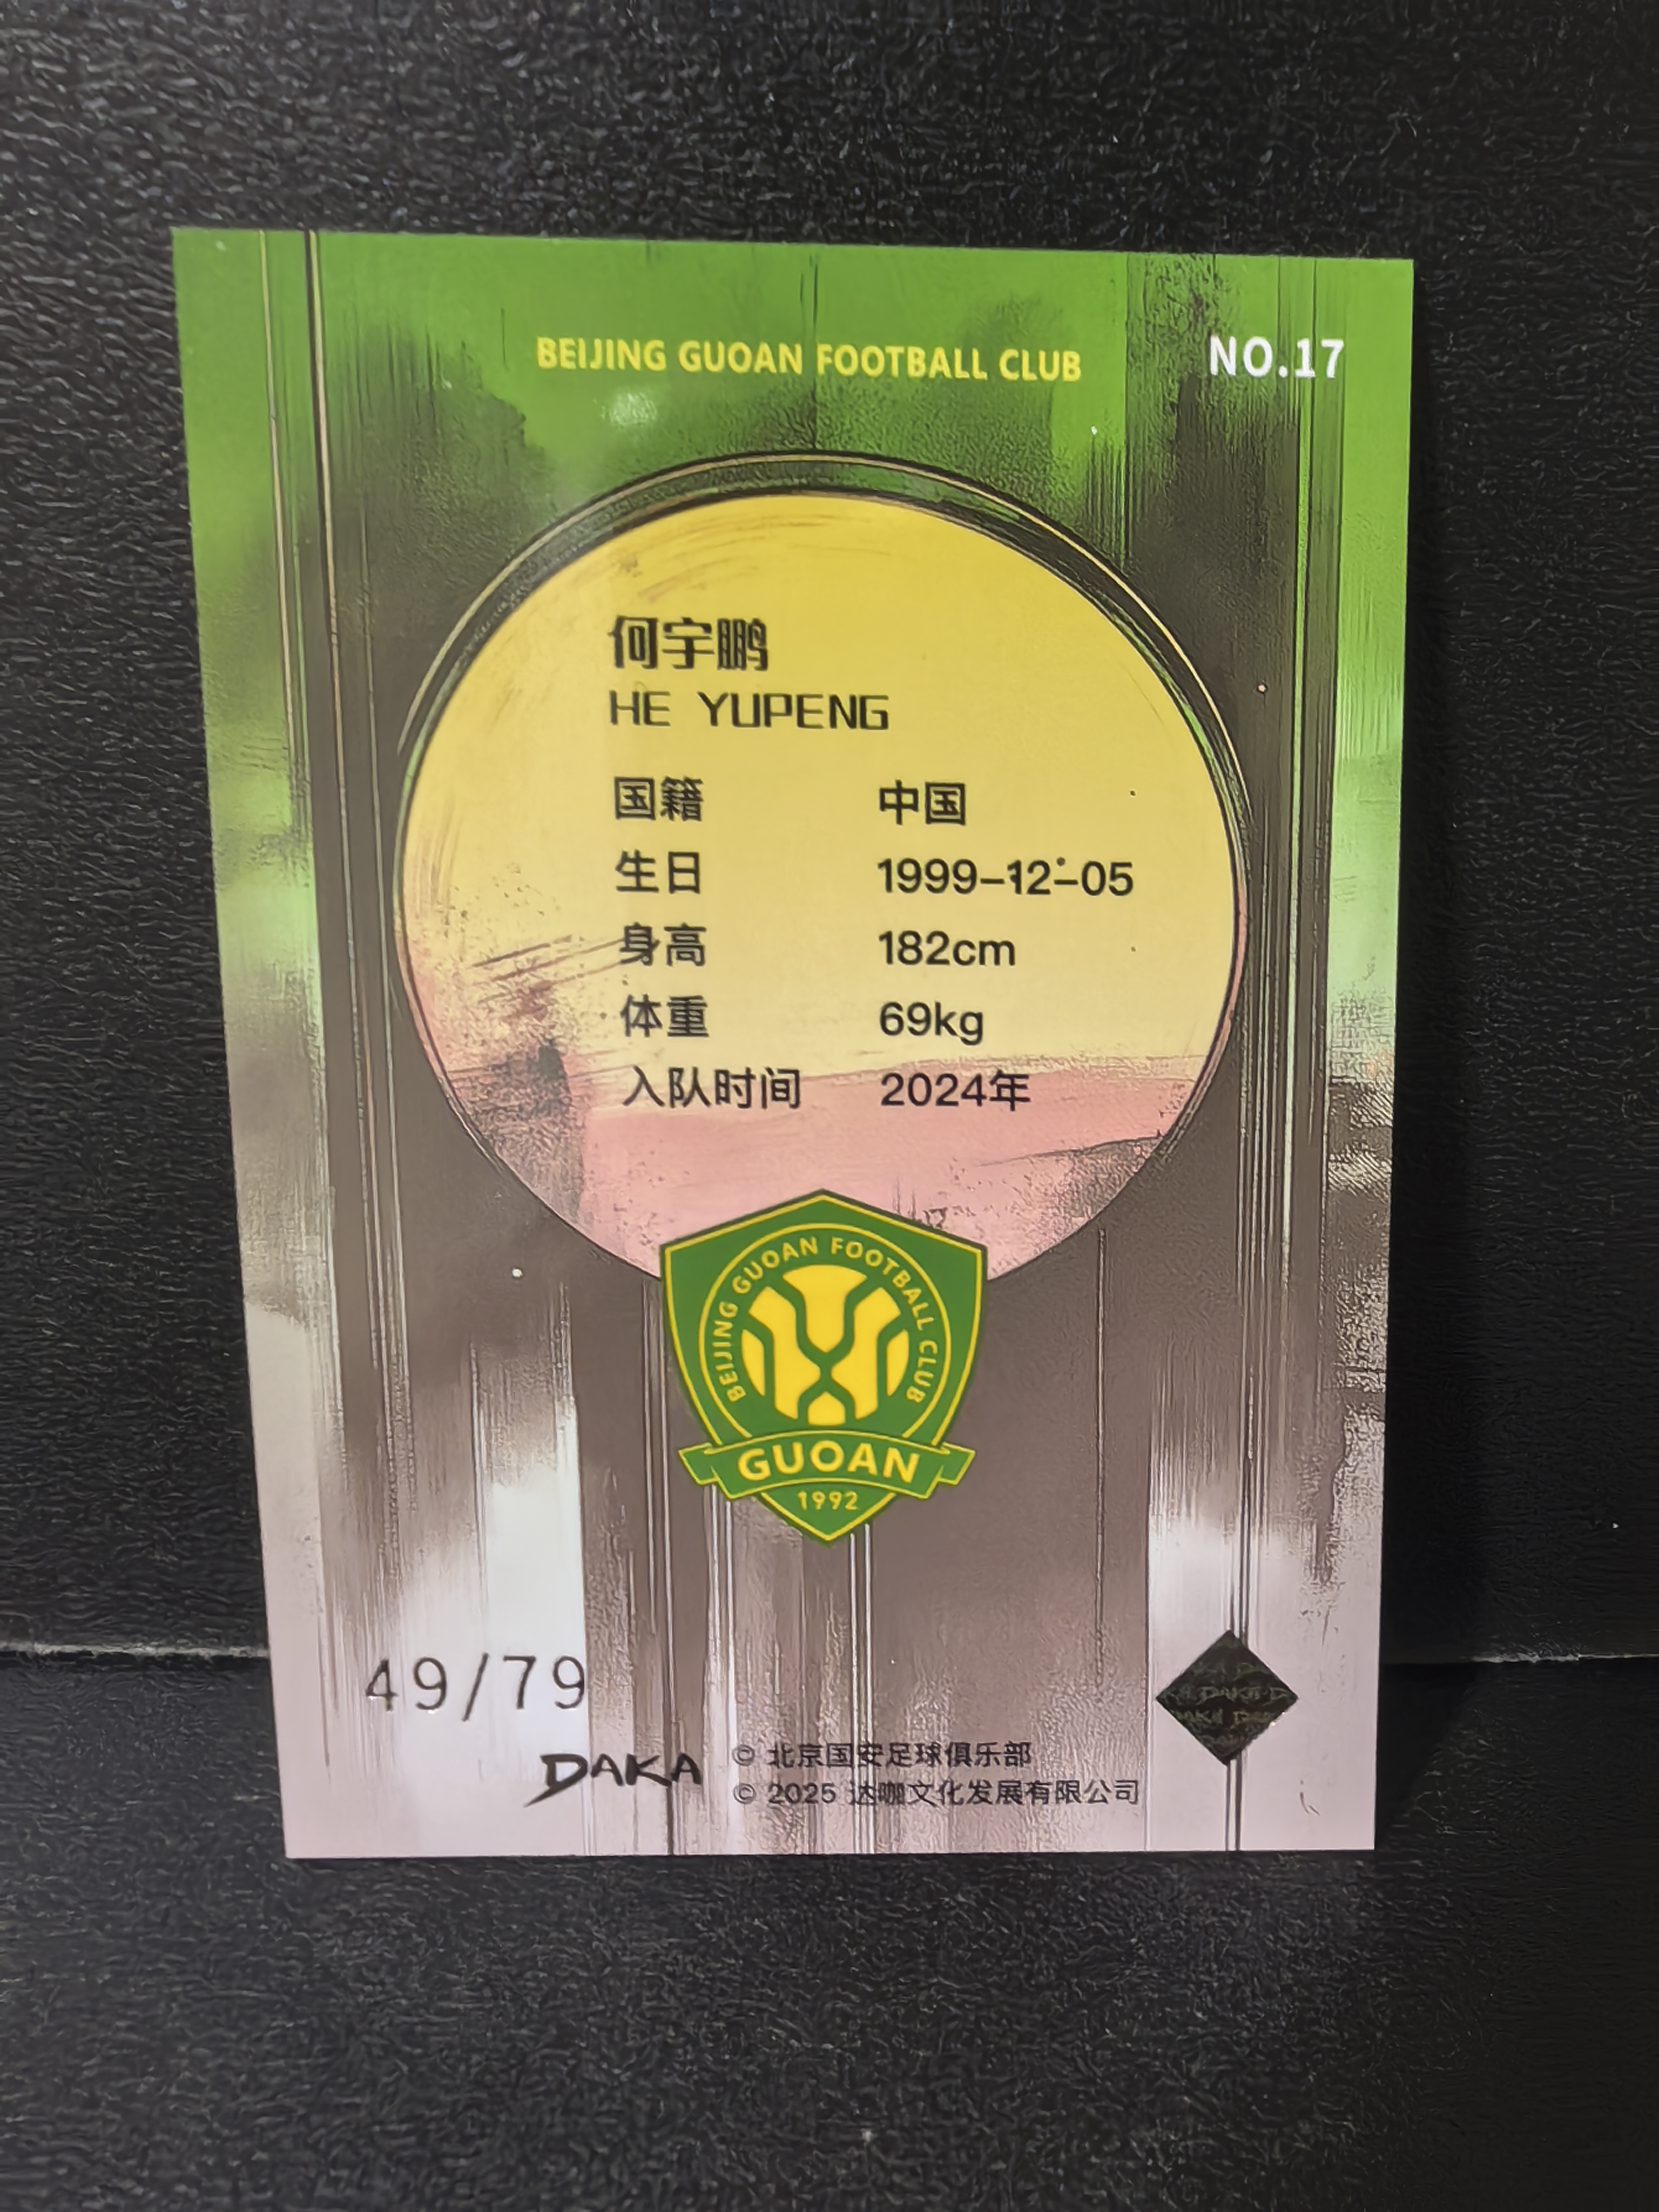 BEIJING GUOAN FOOTBALL CLUB
NO.17
何宇鹏
HE YUPENG
国籍 中国
生日 1999-12-05
身高 182cm
体重 69kg
入队时间 2024年
BEIJING GUOAN FOOTBALL CLUB
GUOAN
1992
49/79
DAKA
© 北京国安足球俱乐部
© 2025 达咖文化发展有限公司